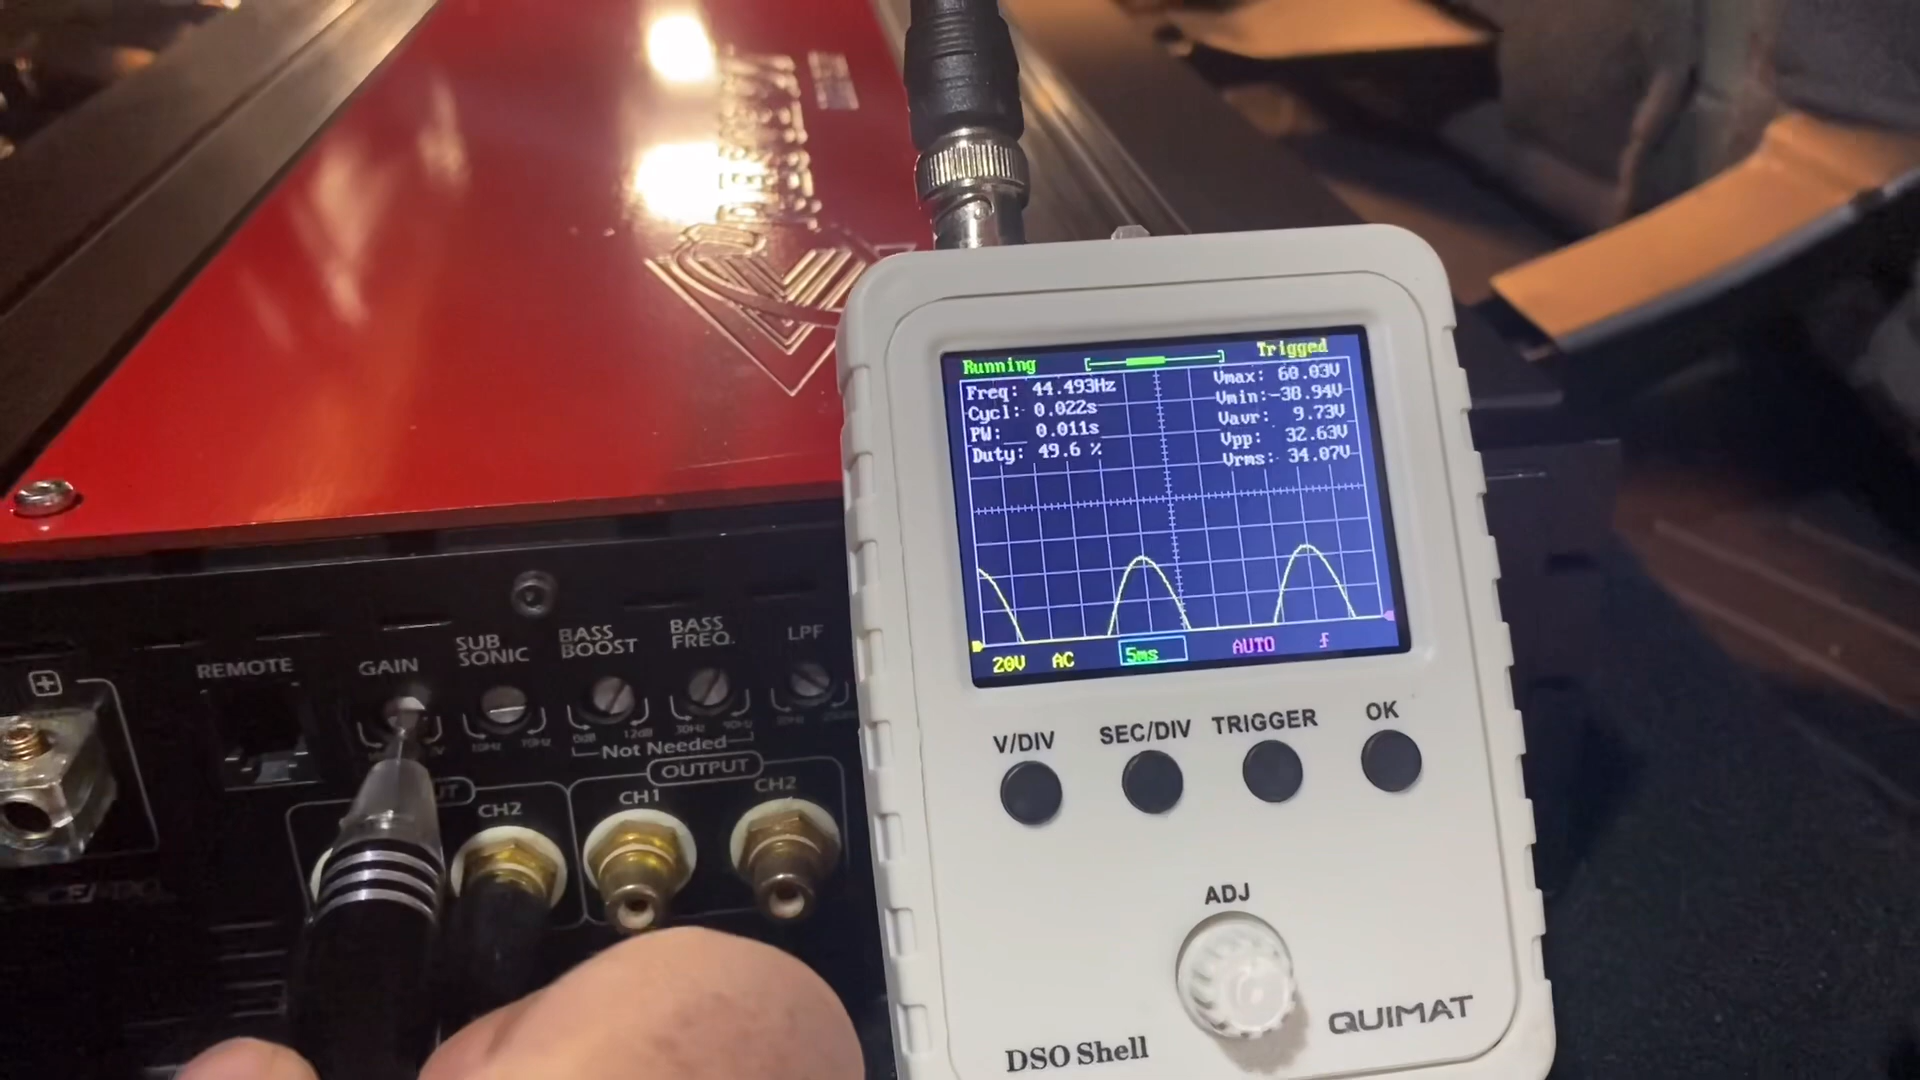 Running
Trigged
Freq: 44.493Hz
Cycl: 0.022s
PW: 0.011s
Duty: 49.6 %
Vmax: 60.03V
Vmin:-38.94V
Vavr: 9.73V
Vpp: 32.63V
Vrms: 34.07V
20V AC 5ms AUTO
V/DIV SEC/DIV TRIGGER OK
ADJ
QUIMAT
DSO Shell
REMOTE
GAIN
SUB
SONIC
BASS
BOOST
BASS
FREQ.
LPF
0dB 12dB
Not Needed
OUTPUT
CH2
CH1
CH2